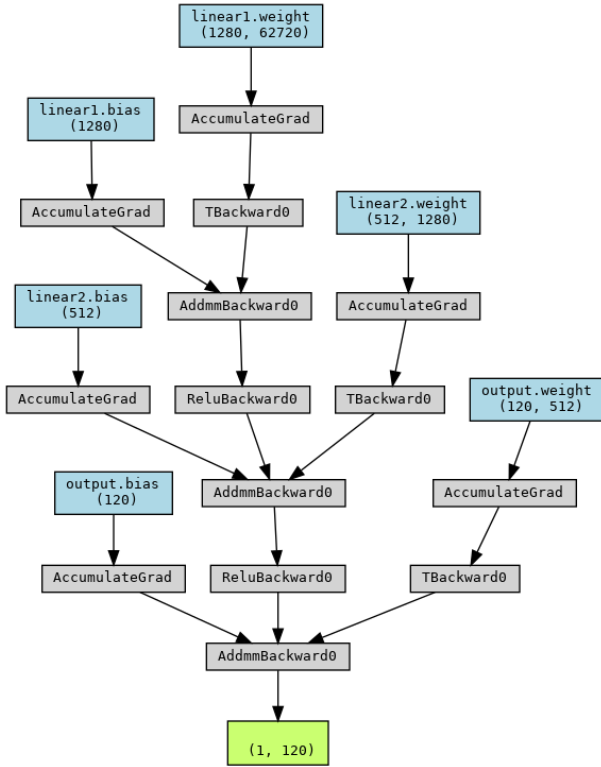 linear1.weight
(1280, 62720)
linear1.bias
(1280)
AccumulateGrad
AccumulateGrad
TBackward0
linear2.weight
(512, 1280)
linear2.bias
(512)
AddmmBackward0
AccumulateGrad
AccumulateGrad
ReluBackward0
TBackward0
output.weight
(120, 512)
output.bias
(120)
AddmmBackward0
AccumulateGrad
AccumulateGrad
ReluBackward0
TBackward0
AddmmBackward0
(1, 120)